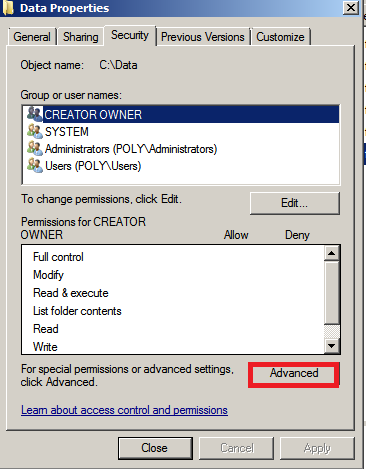 Data Properties
General Sharing Security Previous Versions Customize
Object name: C:\Data
Group or user names:
CREATOR OWNER
SYSTEM
Administrators (POLY\Administrators)
Users (POLY\Users)
To change permissions, click Edit.
Edit...
Permissions for CREATOR
OWNER Allow Deny
Full control
Modify
Read & execute
List folder contents
Read
Write
For special permissions or advanced settings,
click Advanced.
Advanced
Learn about access control and permissions
Close Cancel Apply